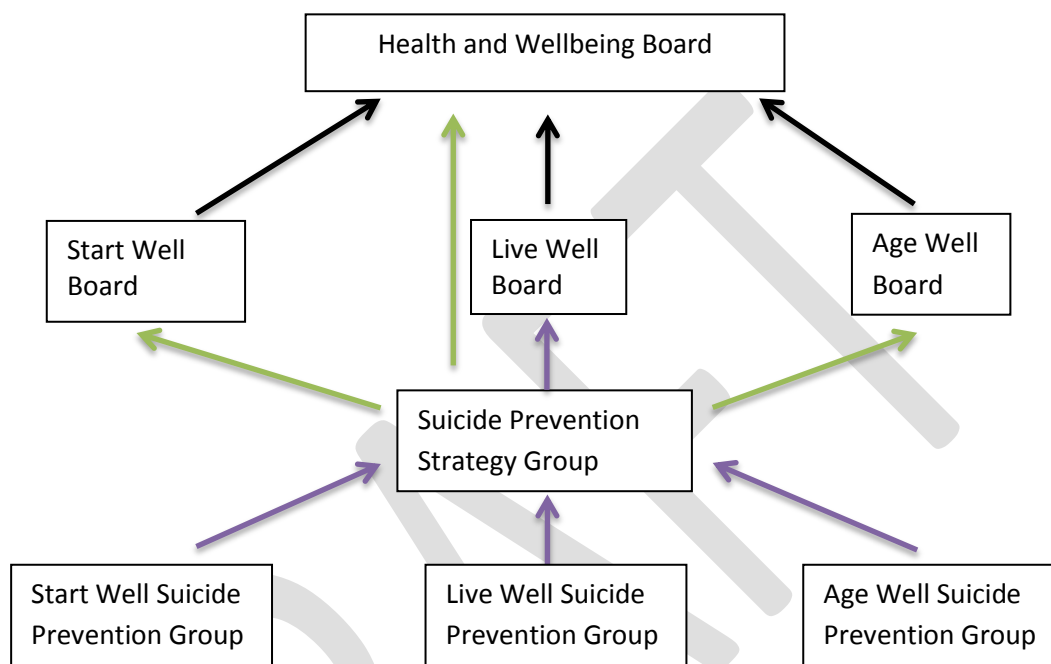 Health and Wellbeing Board
Start Well
Board
Live Well
Board
Age Well
Board
Suicide Prevention
Strategy Group
Start Well Suicide
Prevention Group
Live Well Suicide
Prevention Group
Age Well Suicide
Prevention Group